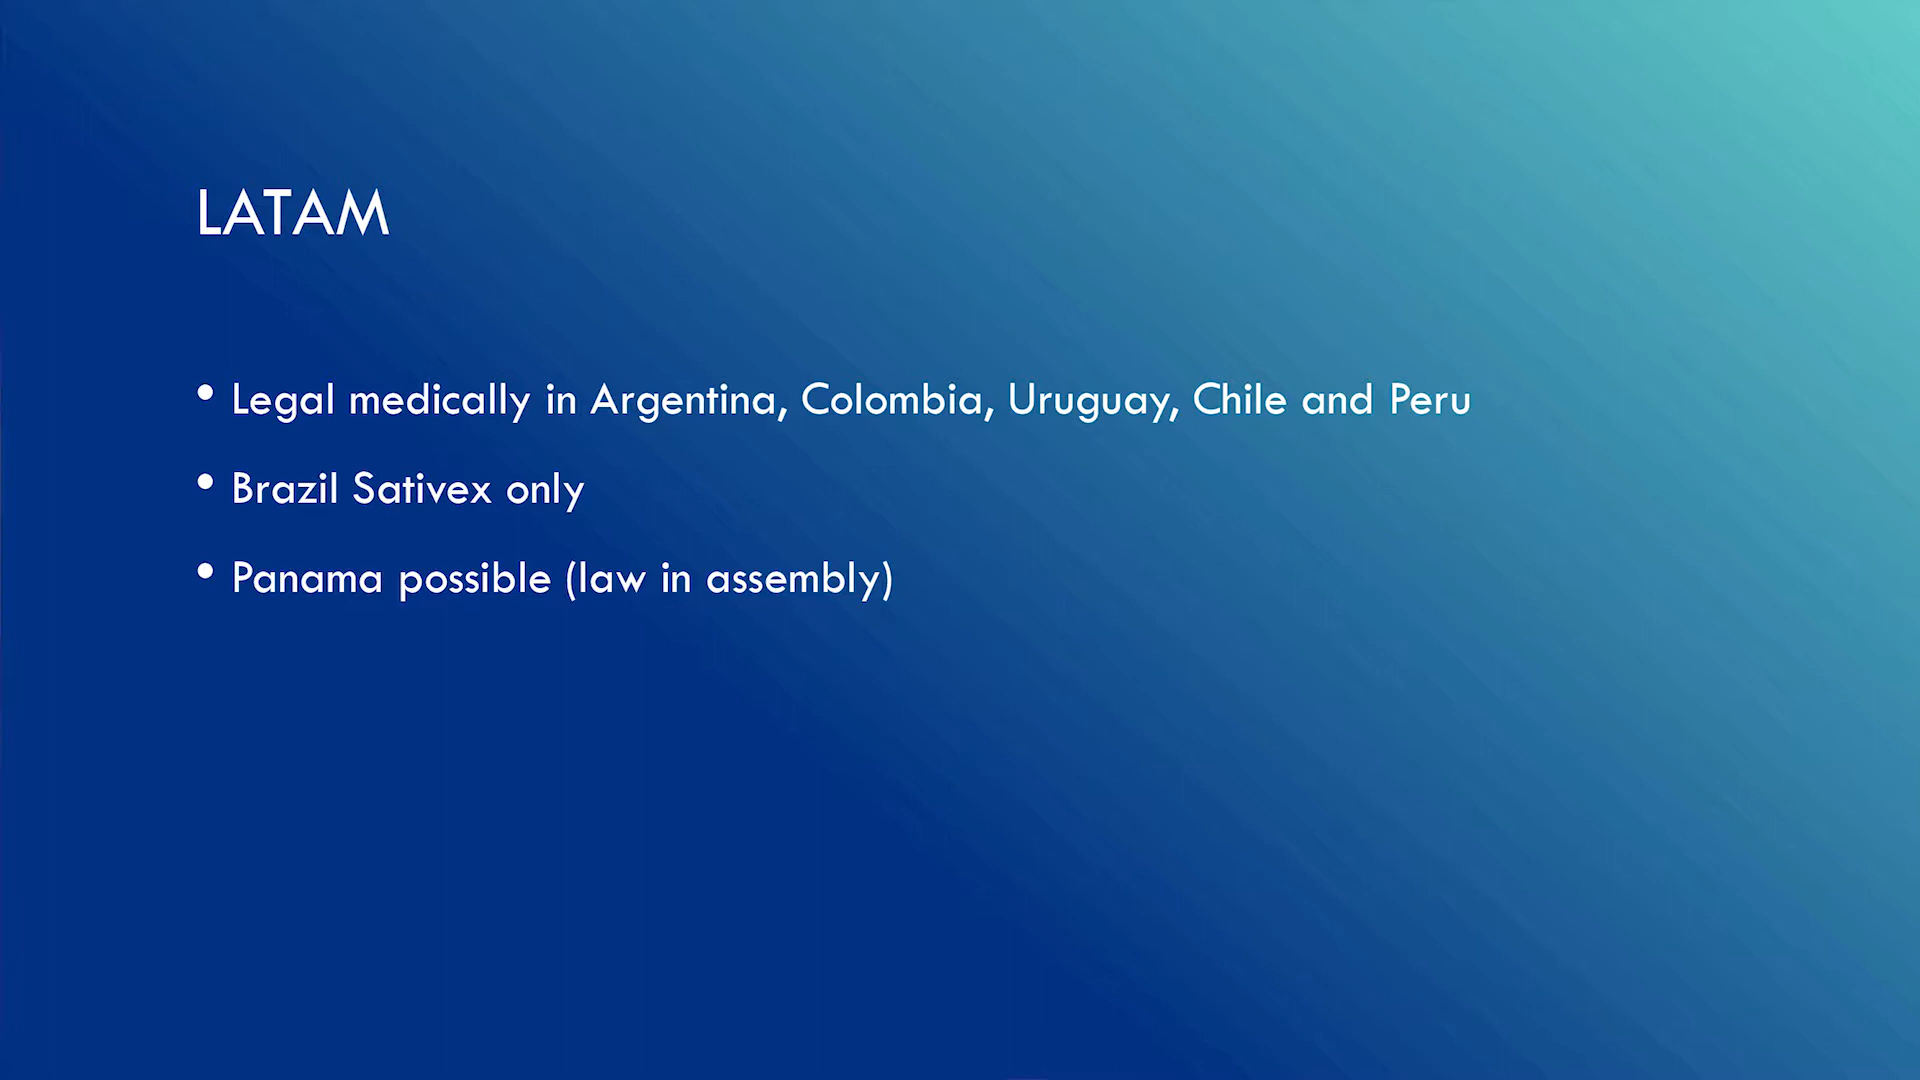 LATAM
• Legal medically in Argentina, Colombia, Uruguay, Chile and Peru
• Brazil Sativex only
• Panama possible (law in assembly)